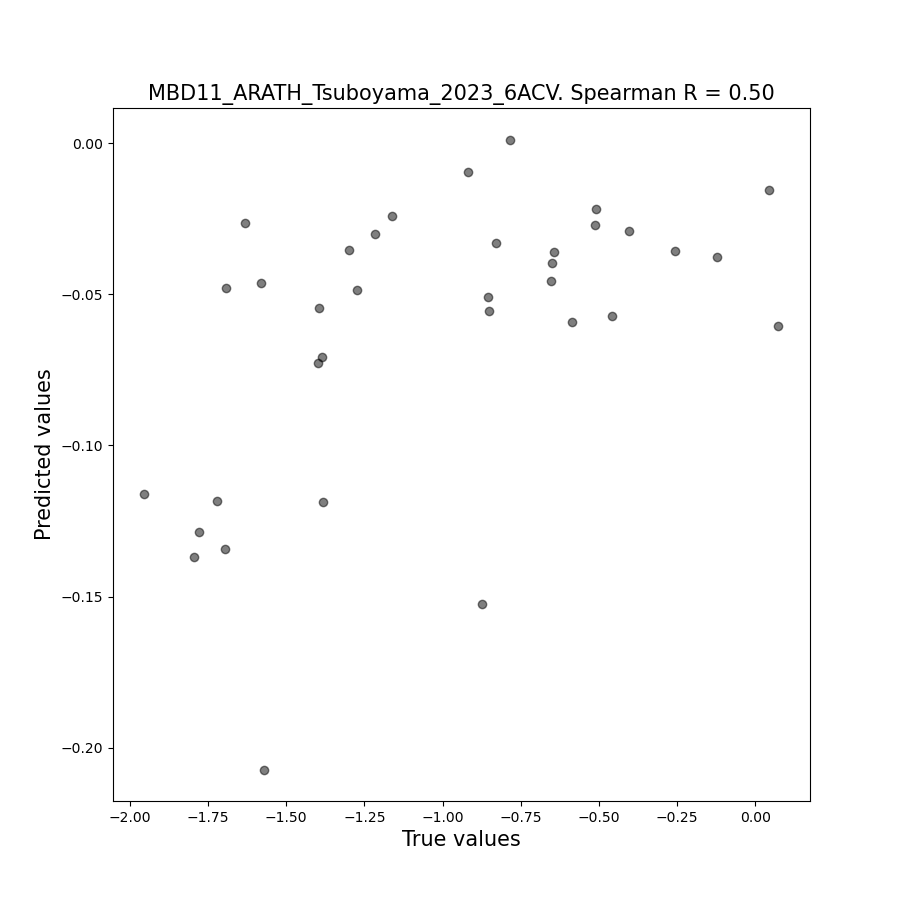 MBD11_ARATH_Tsuboyama_2023_6ACV. Spearman R = 0.50
0.00
−0.05
−0.10
−0.15
−0.20
Predicted values
−2.00 −1.75 −1.50 −1.25 −1.00 −0.75 −0.50 −0.25 0.00
True values